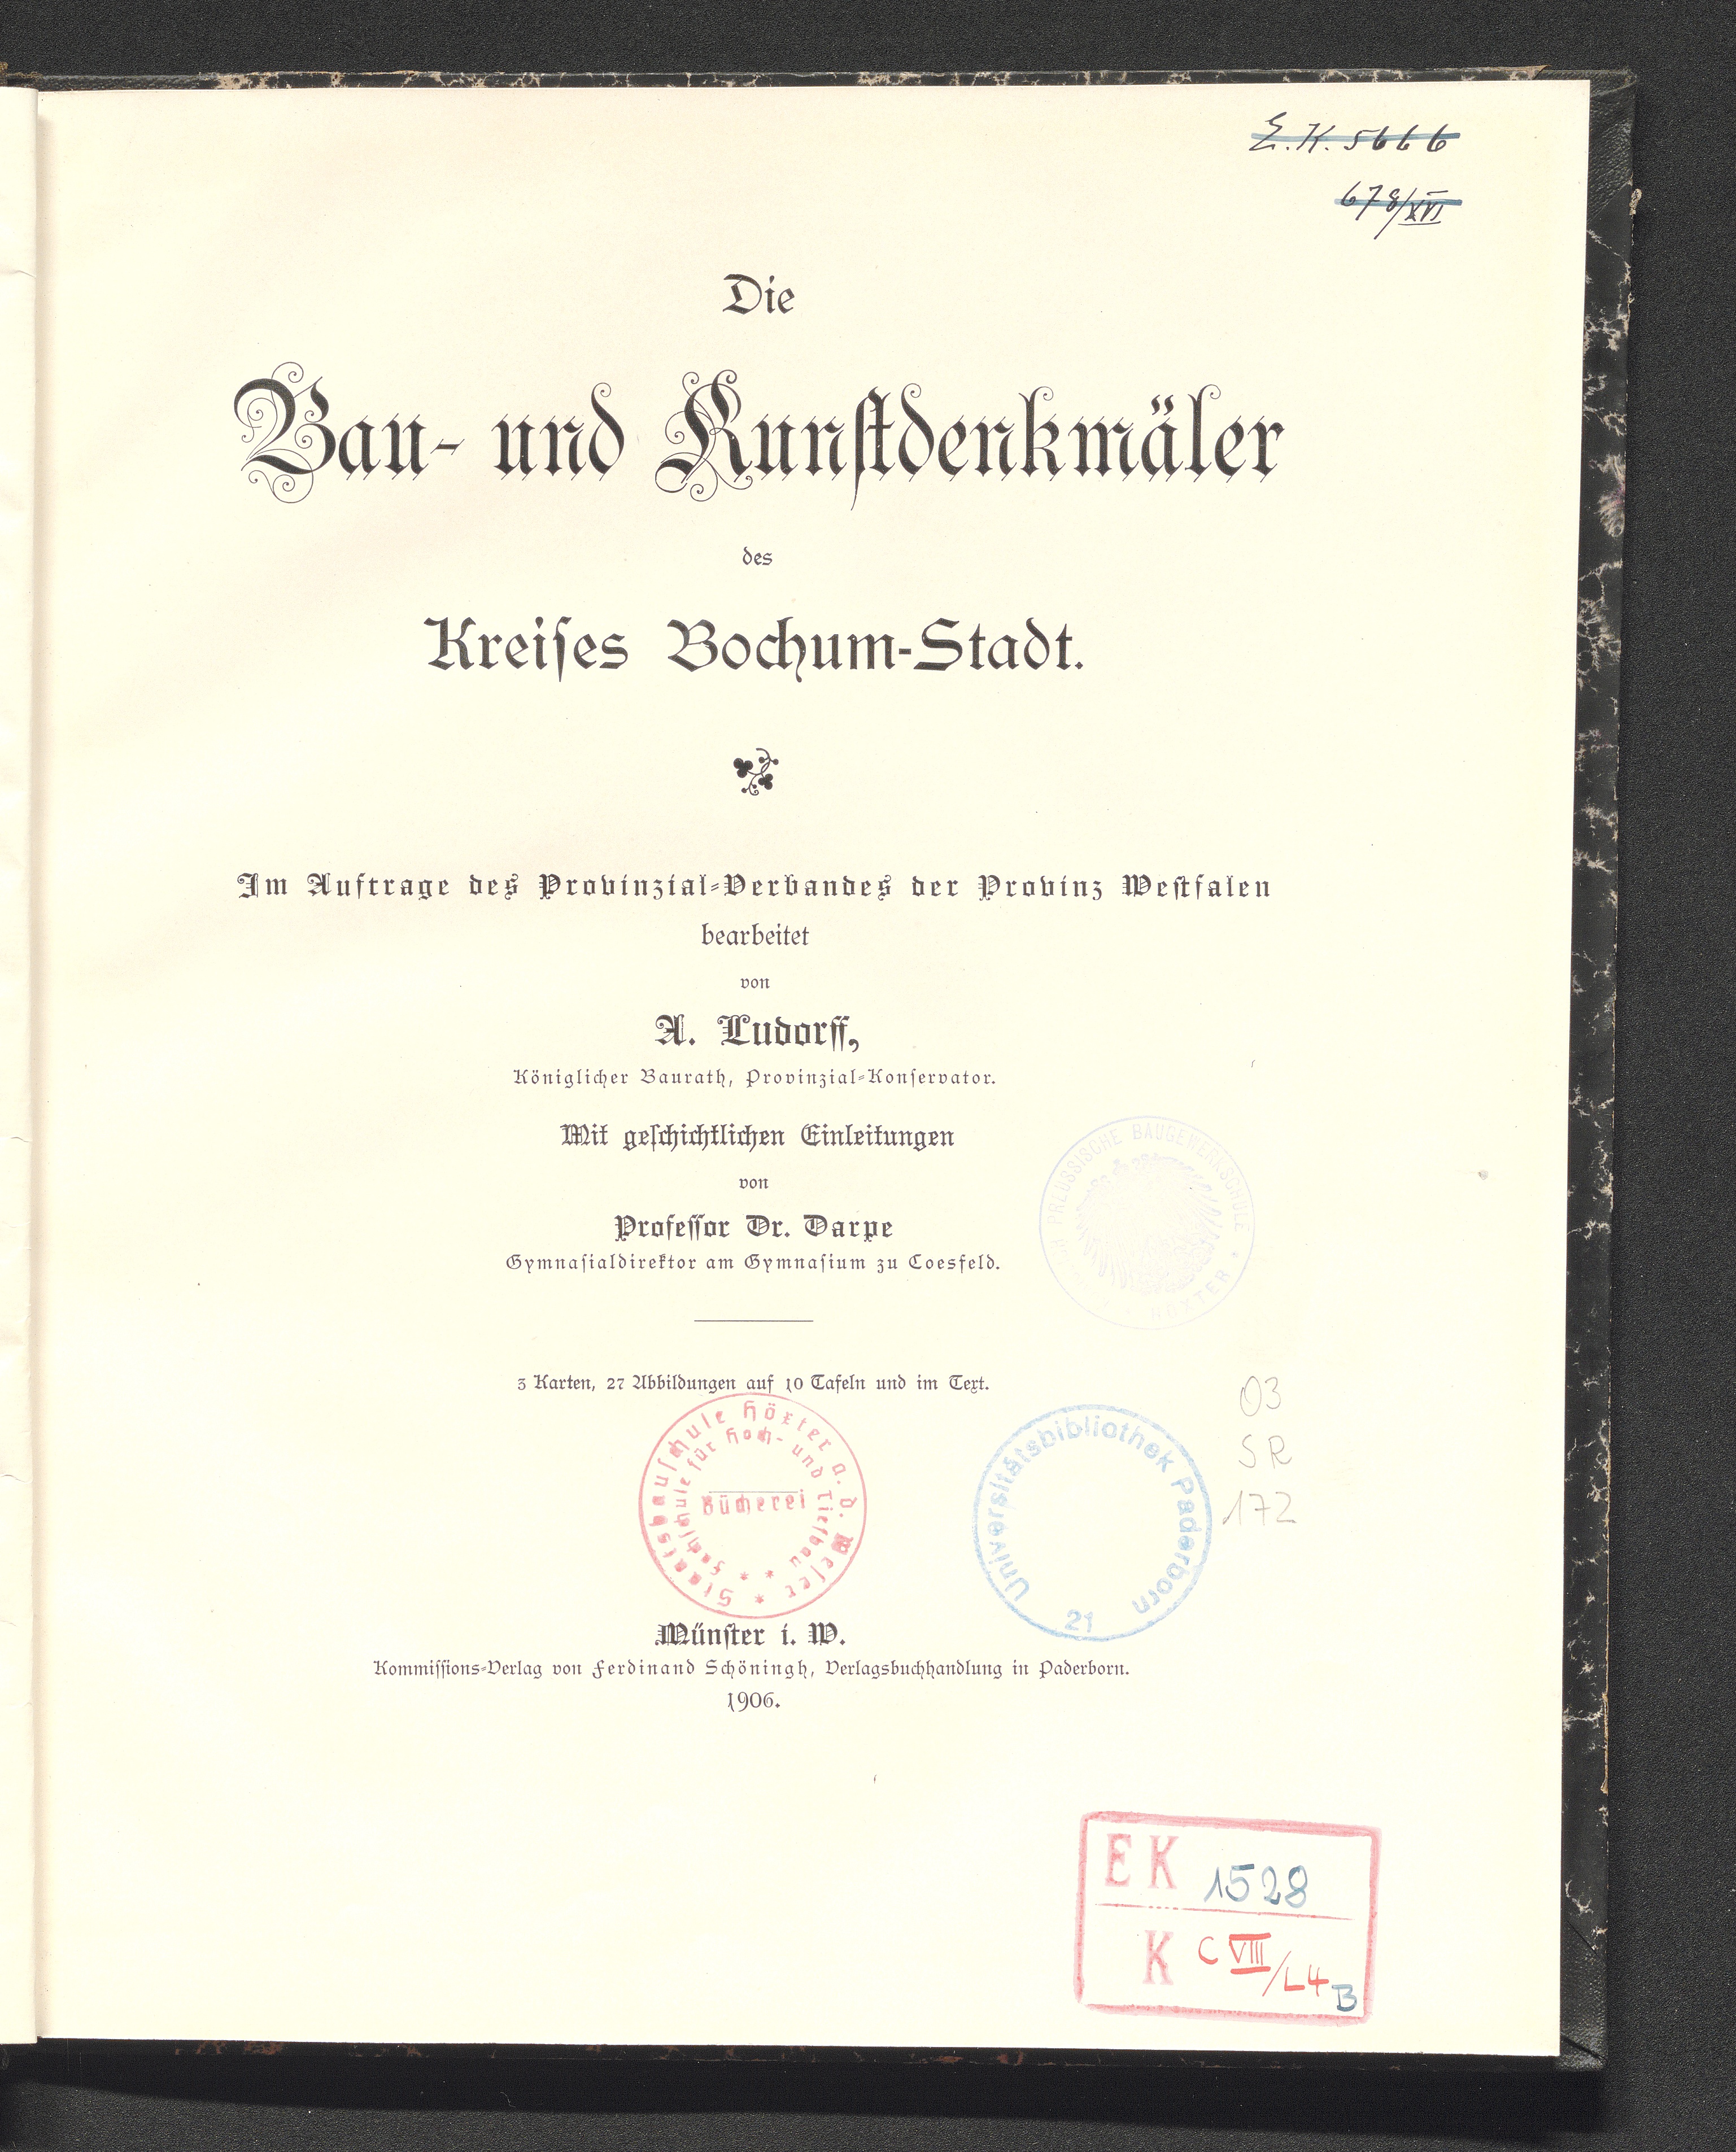 E.K. 5666
678/XVI
Die
Bau- und Kunſtdenkmäler
des
Kreiſes Bochum-Stadt.
Im Auftrage des Provinzial-Verbandes der Provinz Weſtfalen
bearbeitet
von
A. Ludorff,
Königlicher Baurath, Provinzial-Konſervator.
Mit geſchichtlichen Einleitungen
von
Profeſſor Dr. Darpe
Gymnaſialdirektor am Gymnaſium zu Coesfeld.
PREUSSISCHE BAUGEWERKSCHULE
HÖXTER
3 Karten, 27 Abbildungen auf 10 Tafeln und im Text.
Staatsbauſchule Höxter a. d. Weſer
Fachſchule für Hoch- und Tiefbau
Bücherei
Universitätsbibliothek Paderborn
21
03
SR
172
Münſter i. W.
Kommiſſions-Verlag von Ferdinand Schöningh, Verlagsbuchhandlung in Paderborn.
1906.
EK 1528
K C VIII/L4 B